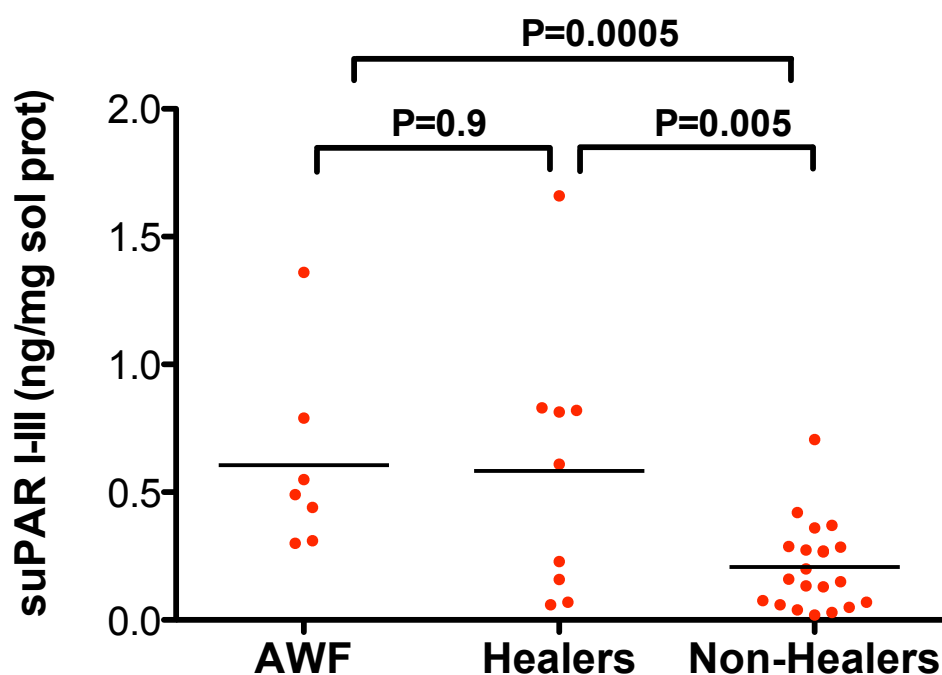 P=0.0005
P=0.9
P=0.005
suPAR I-III (ng/mg sol prot)
2.0
1.5
1.0
0.5
0.0
AWF
Healers
Non-Healers